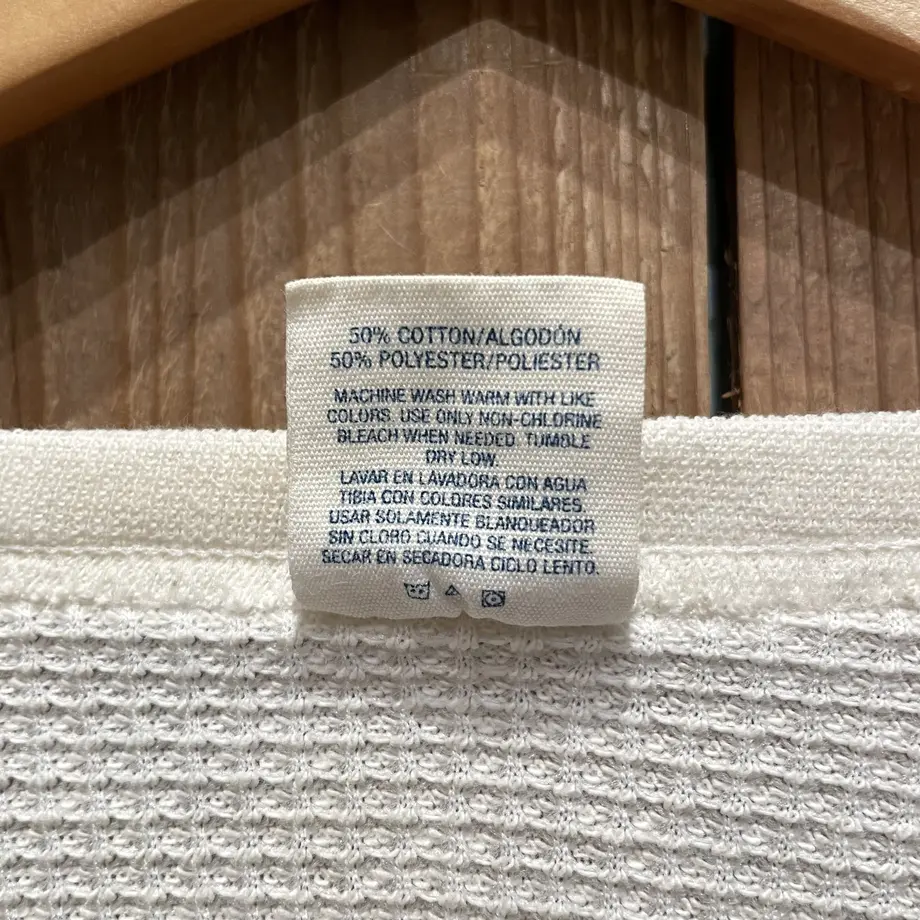 50% COTTON/ALGODÓN
50% POLYESTER/POLIESTER
MACHINE WASH WARM WITH LIKE
COLORS. USE ONLY NON-CHLORINE
BLEACH WHEN NEEDED. TUMBLE
DRY LOW.
LAVAR EN LAVADORA CON AGUA
TIBIA CON COLORES SIMILARES.
USAR SOLAMENTE BLANQUEADOR
SIN CLORO CUANDO SE NECESITE.
SECAR EN SECADORA CICLO LENTO.